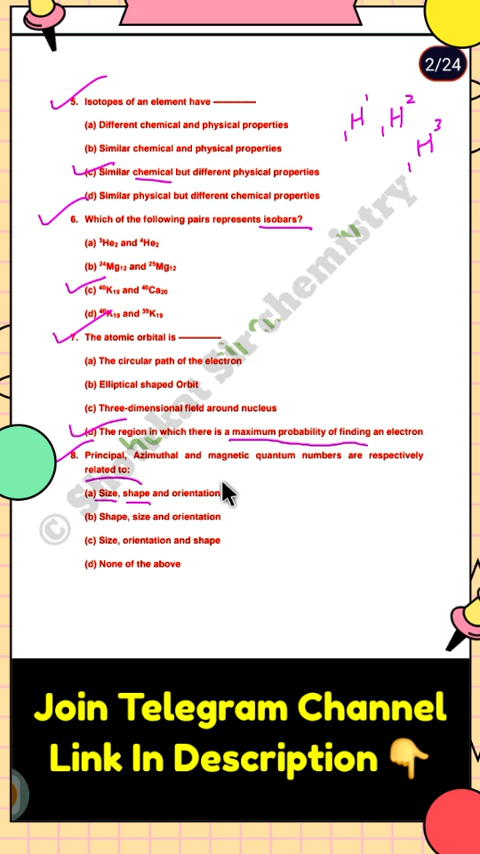 2/24
5. Isotopes of an element have ————
(a) Different chemical and physical properties
(b) Similar chemical and physical properties
(c) Similar chemical but different physical properties
(d) Similar physical but different chemical properties
₁H¹ ₁H² ₁H³
6. Which of the following pairs represents isobars?
(a) ³He₂ and ⁴He₂
(b) ²⁴Mg₁₂ and ²⁵Mg₁₂
(c) ⁴⁰K₁₉ and ⁴⁰Ca₂₀
(d) ⁴⁰K₁₉ and ³⁹K₁₉
7. The atomic orbital is ————
(a) The circular path of the electron
(b) Elliptical shaped Orbit
(c) Three-dimensional field around nucleus
(d) The region in which there is a maximum probability of finding an electron
8. Principal, Azimuthal and magnetic quantum numbers are respectively
related to:
(a) Size, shape and orientation
(b) Shape, size and orientation
(c) Size, orientation and shape
(d) None of the above
Join Telegram Channel
Link In Description 👇